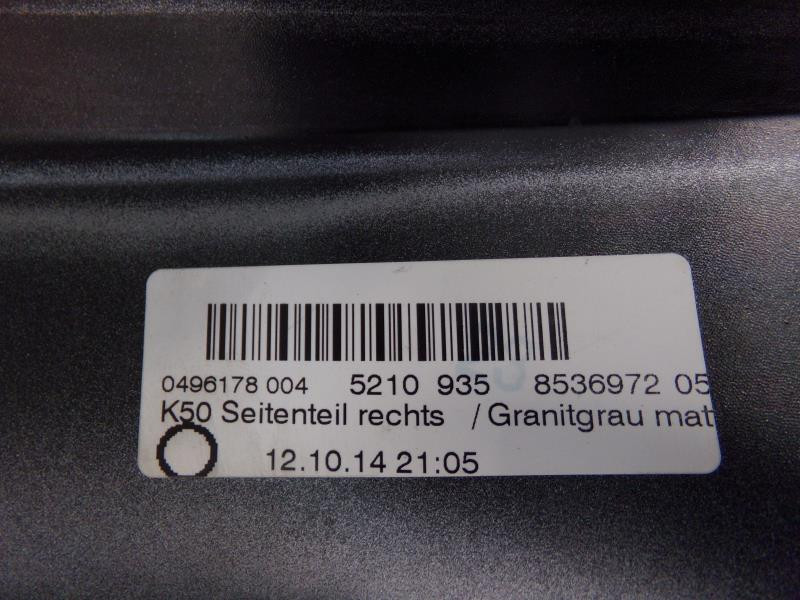 0496178 004 5210 935 8536972 05
K50 Seitenteil rechts / Granitgrau mat
12.10.14 21:05